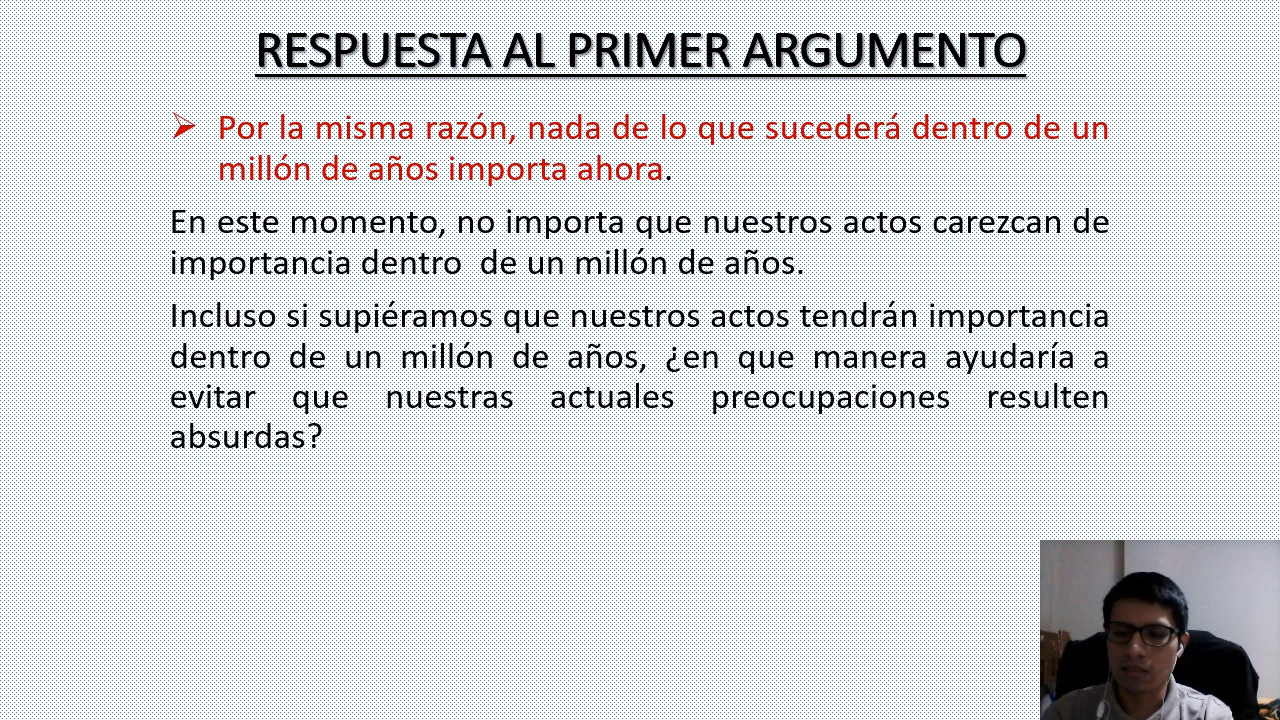 RESPUESTA AL PRIMER ARGUMENTO
Por la misma razón, nada de lo que sucederá dentro de un
millón de años importa ahora.
En este momento, no importa que nuestros actos carezcan de
importancia dentro  de un millón de años.
Incluso si supiéramos que nuestros actos tendrán importancia
dentro de un millón de años, ¿en que manera ayudaría a
evitar que nuestras actuales preocupaciones resulten
absurdas?